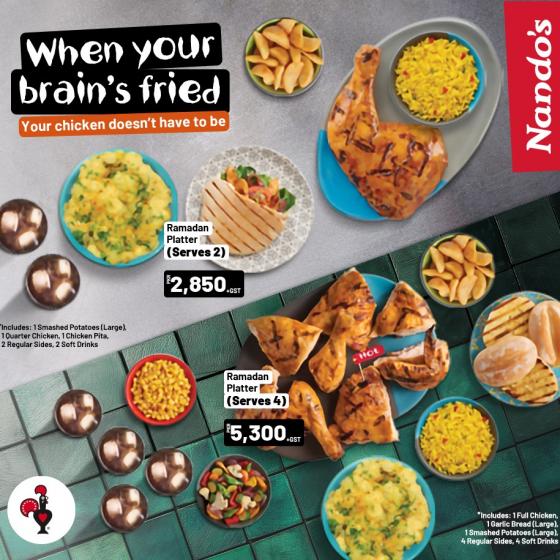 When your
brain's fried
Your chicken doesn't have to be
Nando's
Ramadan
Platter
(Serves 2)
2,850+GST
*Includes: 1 Smashed Potatoes (Large),
1 Quarter Chicken, 1 Chicken Pita,
2 Regular Sides, 2 Soft Drinks
HOT
Ramadan
Platter
(Serves 4)
5,300+GST
*Includes: 1 Full Chicken,
1 Garlic Bread (Large),
1 Smashed Potatoes (Large),
4 Regular Sides, 4 Soft Drinks